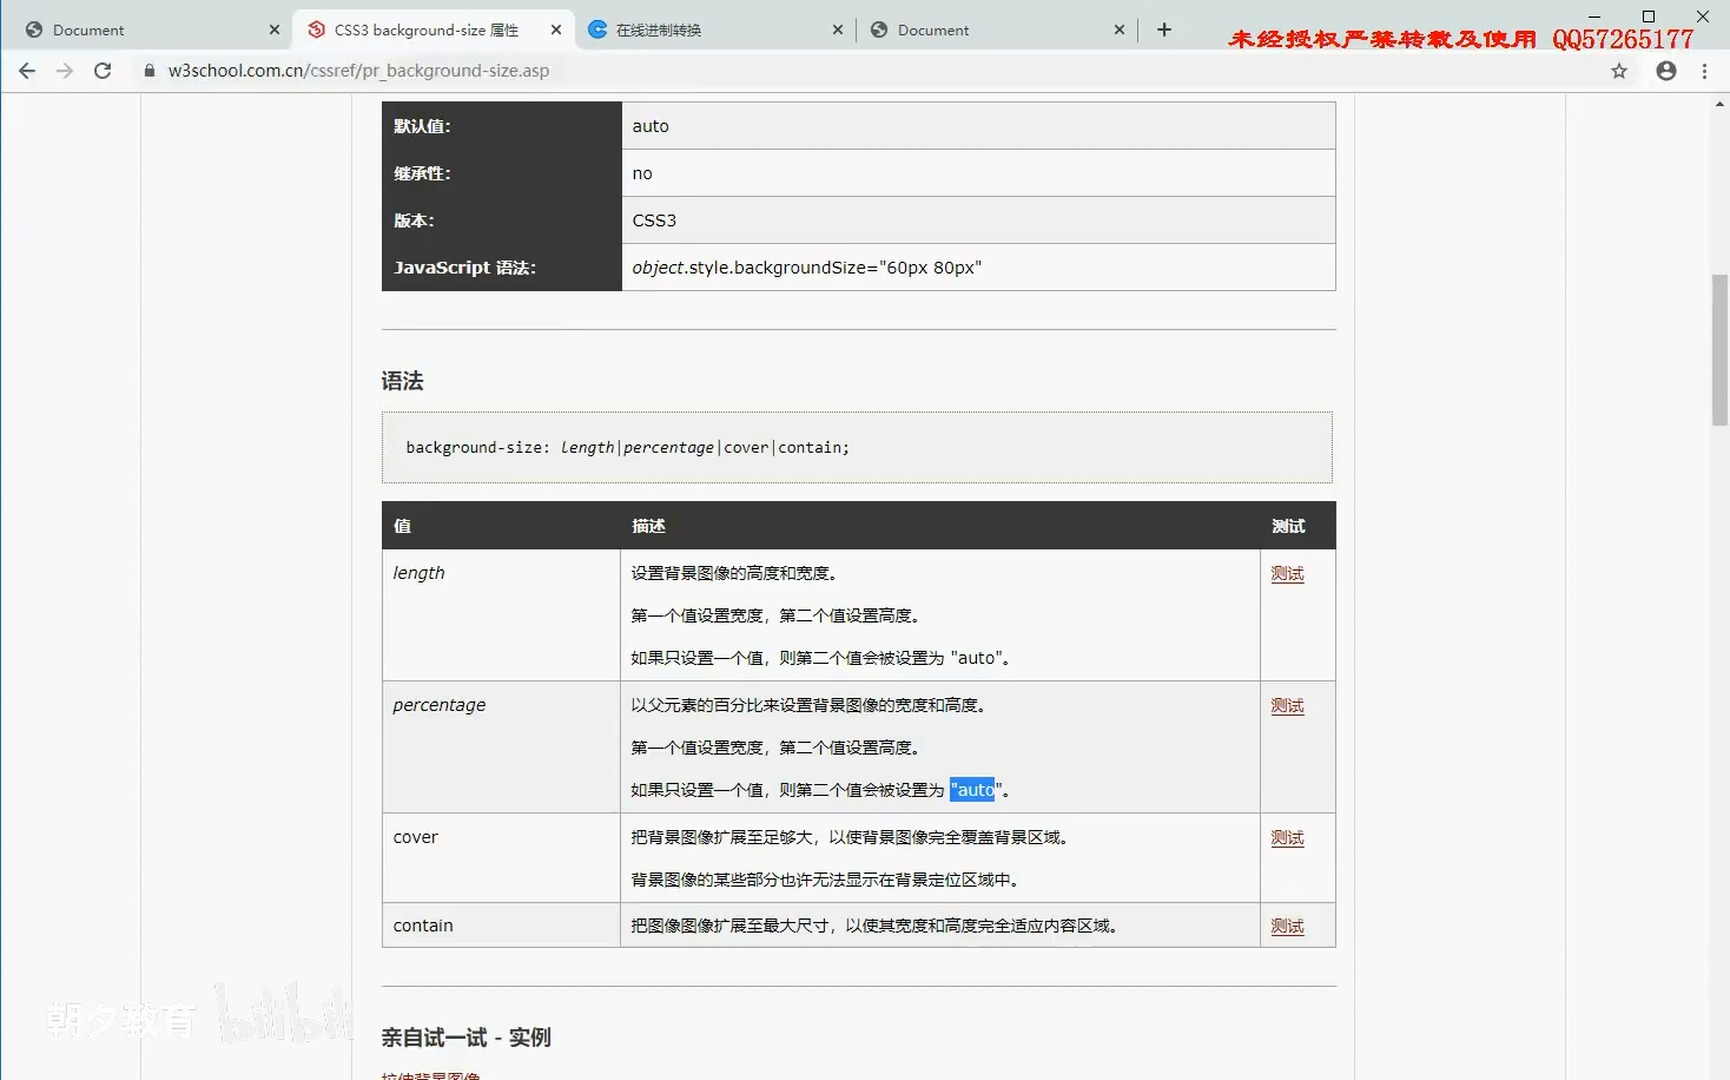 Document
CSS3 background-size 属性
在线进制转换
Document
未经授权严禁转载及使用 QQ57265177
w3school.com.cn/cssref/pr_background-size.asp
默认值: auto
继承性: no
版本: CSS3
JavaScript 语法: object.style.backgroundSize="60px 80px"
语法
background-size: length|percentage|cover|contain;
值 描述 测试
length 设置背景图像的高度和宽度。 测试
第一个值设置宽度，第二个值设置高度。
如果只设置一个值，则第二个值会被设置为 "auto"。
percentage 以父元素的百分比来设置背景图像的宽度和高度。 测试
第一个值设置宽度，第二个值设置高度。
如果只设置一个值，则第二个值会被设置为 "auto"。
cover 把背景图像扩展至足够大，以使背景图像完全覆盖背景区域。 测试
背景图像的某些部分也许无法显示在背景定位区域中。
contain 把图像图像扩展至最大尺寸，以使其宽度和高度完全适应内容区域。 测试
朝夕教育 bilibili
亲自试一试 - 实例
拉伸背景图像